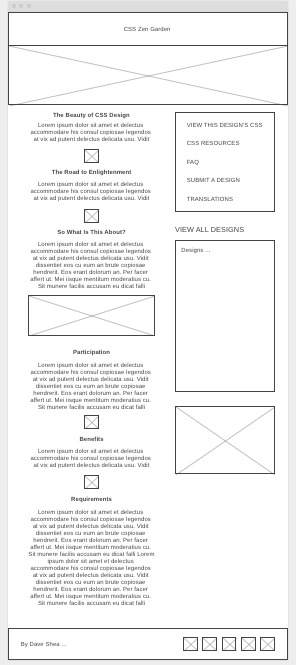 CSS Zen Garden
The Beauty of CSS Design
Lorem ipsum dolor sit amet et delectus
accommodare his consul copiosae legendos
at vix ad putent delectus delicata usu. Vidit
The Road to Enlightenment
Lorem ipsum dolor sit amet et delectus
accommodare his consul copiosae legendos
at vix ad putent delectus delicata usu. Vidit
So What Is This About?
Lorem ipsum dolor sit amet et delectus
accommodare his consul copiosae legendos
at vix ad putent delectus delicata usu. Vidit
dissentiet eos cu eum an brute copiosae
hendrerit. Eos erant dolorum an. Per facer
affert ut. Mei iisque mentitum moderatius cu.
Sit munere facilisis eu dicat falli
Participation
Lorem ipsum dolor sit amet et delectus
accommodare his consul copiosae legendos
at vix ad putent delectus delicata usu. Vidit
dissentiet eos cu eum an brute copiosae
hendrerit. Eos erant dolorum an. Per facer
affert ut. Mei iisque mentitum moderatius cu.
Sit munere facilisis eu dicat falli
Benefits
Lorem ipsum dolor sit amet et delectus
accommodare his consul copiosae legendos
at vix ad putent delectus delicata usu. Vidit
Requirements
Lorem ipsum dolor sit amet et delectus
accommodare his consul copiosae legendos
at vix ad putent delectus delicata usu. Vidit
dissentiet eos cu eum an brute copiosae
hendrerit. Eos erant dolorum an. Per facer
affert ut. Mei iisque mentitum moderatius cu.
Sit munere facilisis eu dicat falli Lorem
ipsum dolor sit amet et delectus
accommodare his consul copiosae legendos
at vix ad putent delectus delicata usu. Vidit
dissentiet eos cu eum an brute copiosae
hendrerit. Eos erant dolorum an. Per facer
affert ut. Mei iisque mentitum moderatius cu.
Sit munere facilisis eu dicat falli
VIEW THIS DESIGN'S CSS
CSS RESOURCES
FAQ
SUBMIT A DESIGN
TRANSLATIONS
VIEW ALL DESIGNS
Designs ...
By Dave Shea ...